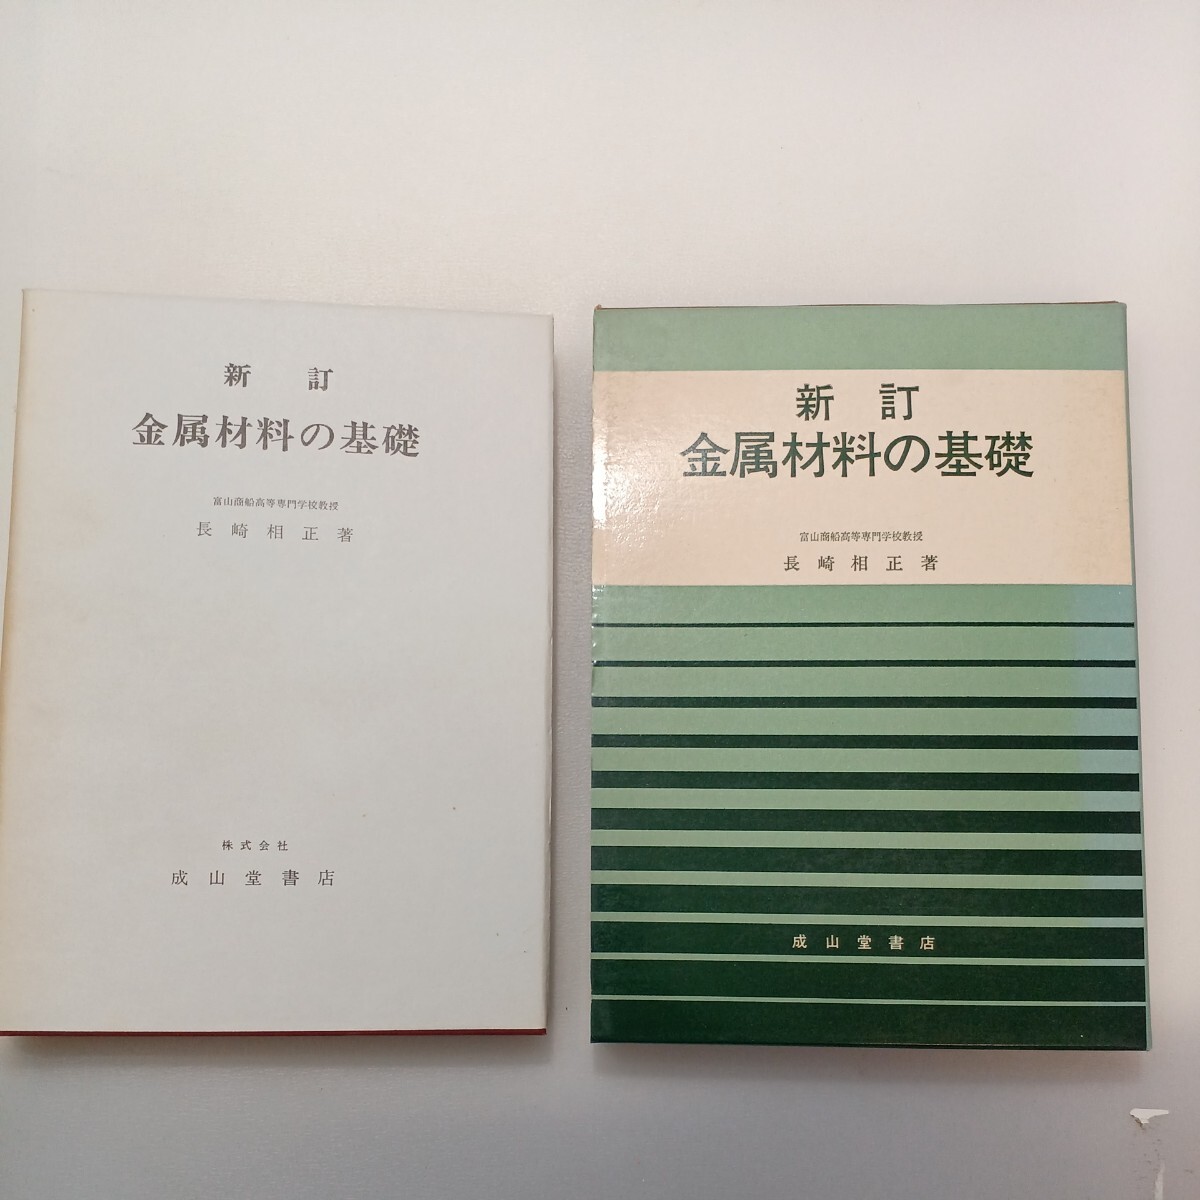 新訂
金属材料の基礎
富山商船高等専門学校教授
長崎相正著
株式会社
成山堂書店
新訂
金属材料の基礎
富山商船高等専門学校教授
長崎相正著
成山堂書店